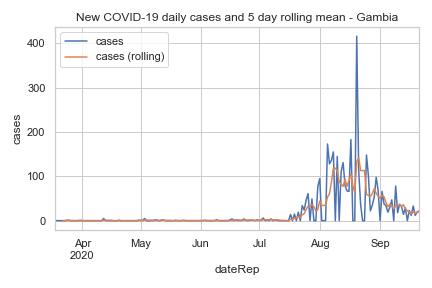 New COVID-19 daily cases and 5 day rolling mean - Gambia
cases
cases (rolling)
400
300
200
100
0
cases
Apr
2020
May
Jun
Jul
Aug
Sep
dateRep